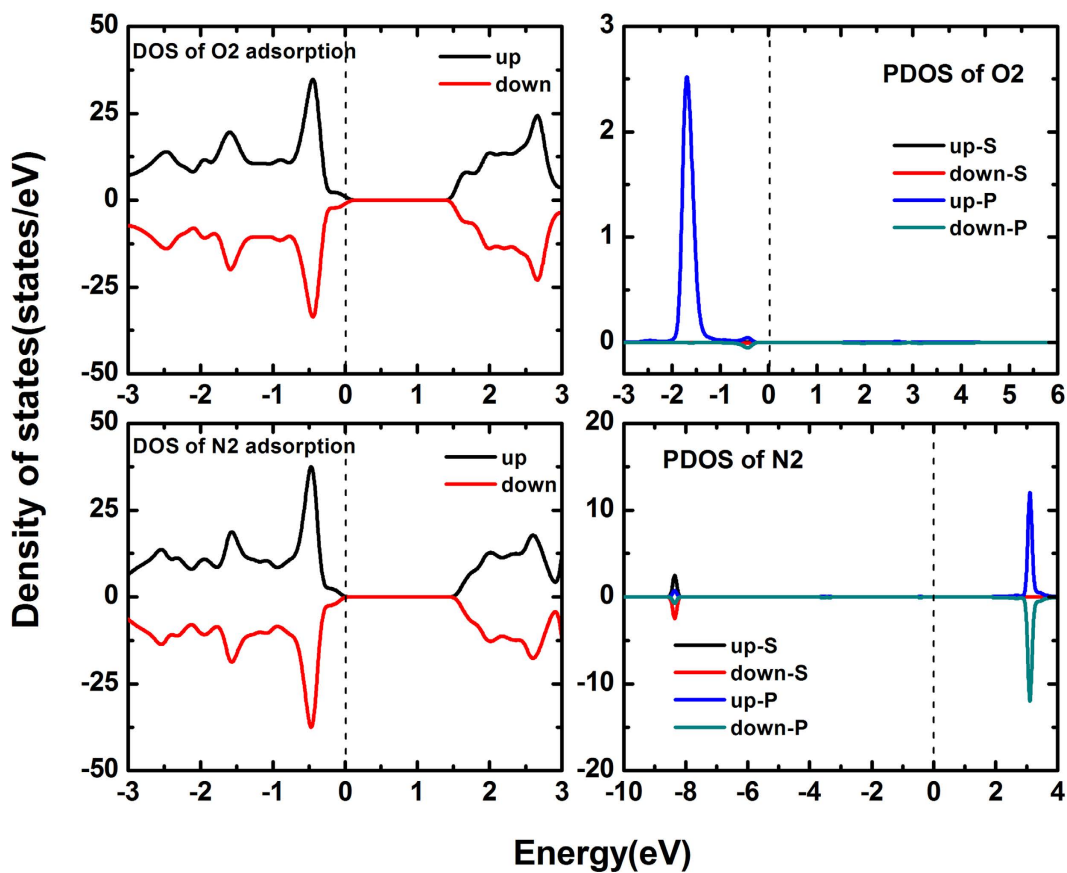 Density of states(states/eV)
DOS of O2 adsorption
up
down
50
25
0
-25
-50
-3 -2 -1 0 1 2 3
PDOS of O2
up-S
down-S
up-P
down-P
3
2
1
0
-3 -2 -1 0 1 2 3 4 5 6
DOS of N2 adsorption
up
down
50
25
0
-25
-50
-3 -2 -1 0 1 2 3
PDOS of N2
up-S
down-S
up-P
down-P
20
10
0
-10
-20
-10 -8 -6 -4 -2 0 2 4
Energy(eV)